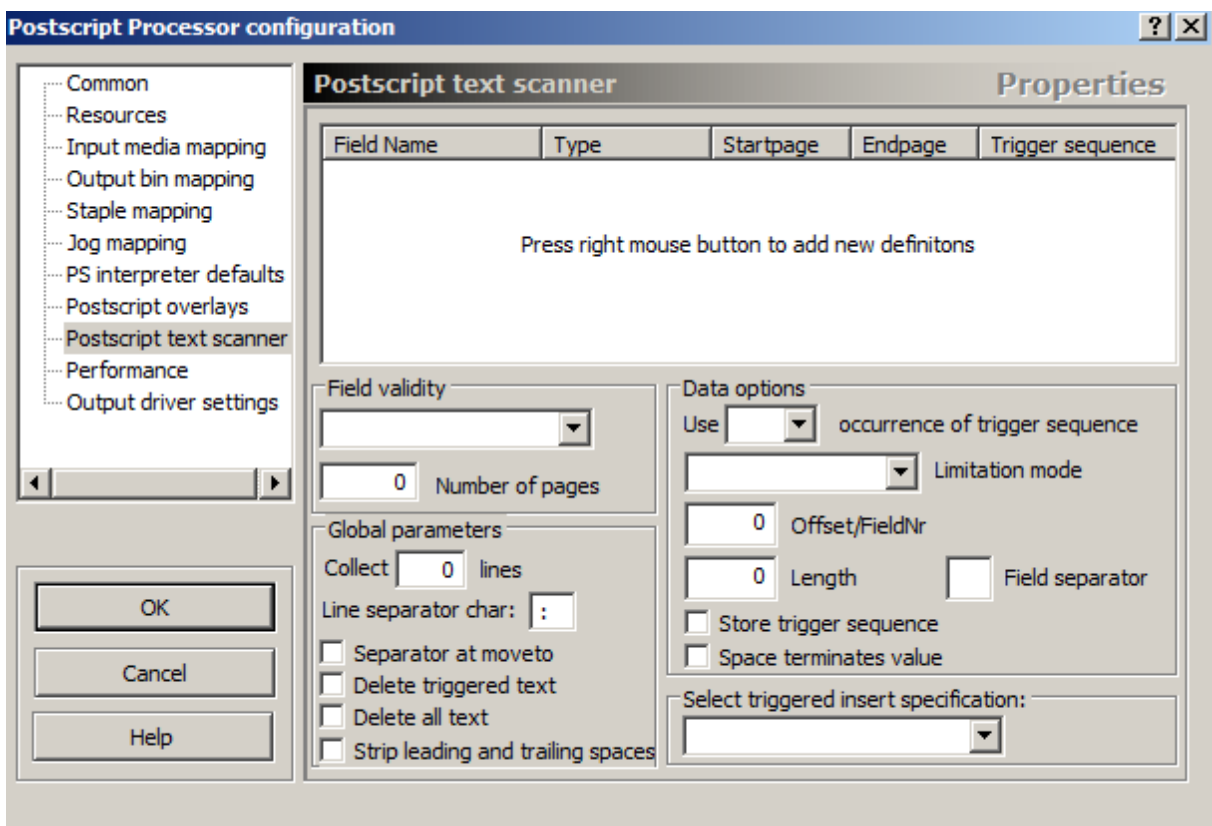 Postscript Processor configuration
Common
Resources
Input media mapping
Output bin mapping
Staple mapping
Jog mapping
PS interpreter defaults
Postscript overlays
Postscript text scanner
Performance
Output driver settings
OK
Cancel
Help
Postscript text scanner Properties
Field Name Type Startpage Endpage Trigger sequence
Press right mouse button to add new definitons
Field validity
0 Number of pages
Global parameters
Collect 0 lines
Line separator char: :
Separator at moveto
Delete triggered text
Delete all text
Strip leading and trailing spaces
Data options
Use occurrence of trigger sequence
Limitation mode
0 Offset/FieldNr
0 Length Field separator
Store trigger sequence
Space terminates value
Select triggered insert specification: